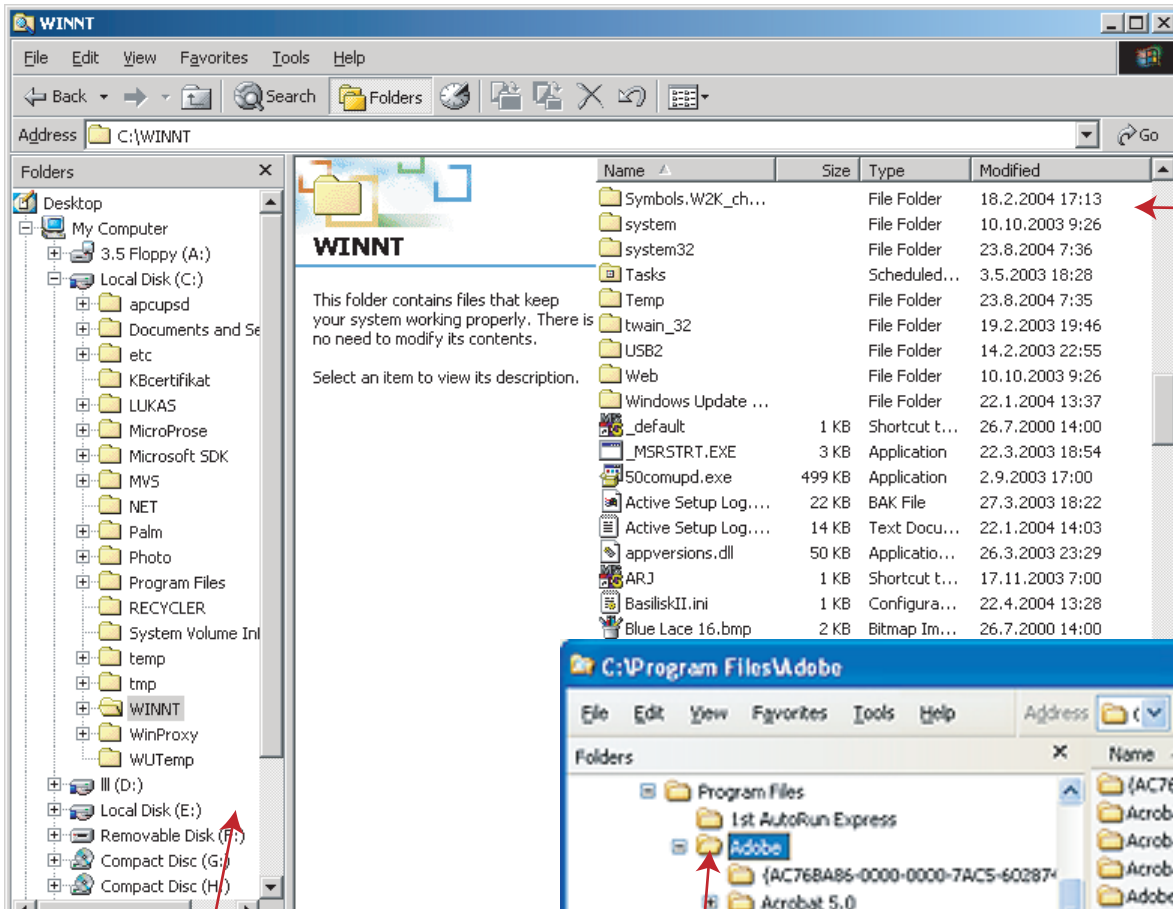 WINNT
File Edit View Favorites Tools Help
Back Search Folders
Address C:\WINNT Go
Folders
Desktop
My Computer
3.5 Floppy (A:)
Local Disk (C:)
apcupsd
Documents and Se
etc
KBcertifikat
LUKAS
MicroProse
Microsoft SDK
MVS
NET
Palm
Photo
Program Files
RECYCLER
System Volume Inf
temp
tmp
WINNT
WinProxy
WUTemp
lll (D:)
Local Disk (E:)
Removable Disk (F:)
Compact Disc (G:)
Compact Disc (H:)
WINNT
This folder contains files that keep
your system working properly. There is
no need to modify its contents.
Select an item to view its description.
Name Size Type Modified
Symbols.W2K_ch... File Folder 18.2.2004 17:13
system File Folder 10.10.2003 9:26
system32 File Folder 23.8.2004 7:36
Tasks Scheduled... 3.5.2003 18:28
Temp File Folder 23.8.2004 7:35
twain_32 File Folder 19.2.2003 19:46
USB2 File Folder 14.2.2003 22:55
Web File Folder 10.10.2003 9:26
Windows Update ... File Folder 22.1.2004 13:37
_default 1 KB Shortcut t... 26.7.2000 14:00
_MSRSTRT.EXE 3 KB Application 22.3.2003 18:54
50comupd.exe 499 KB Application 2.9.2003 17:00
Active Setup Log.... 22 KB BAK File 27.3.2003 18:22
Active Setup Log.... 14 KB Text Docu... 22.1.2004 14:03
appversions.dll 50 KB Applicatio... 26.3.2003 23:29
ARJ 1 KB Shortcut t... 17.11.2003 7:00
BasiliskII.ini 1 KB Configura... 22.4.2004 13:28
Blue Lace 16.bmp 2 KB Bitmap Im... 26.7.2000 14:00
C:\Program Files\Adobe
File Edit View Favorites Tools Help Address C
Folders
Program Files
1st AutoRun Express
Adobe
{AC76BA86-0000-0000-7AC5-602874
Acrobat 5.0
Name
{AC76
Acroba
Acroba
Acroba
Adobe